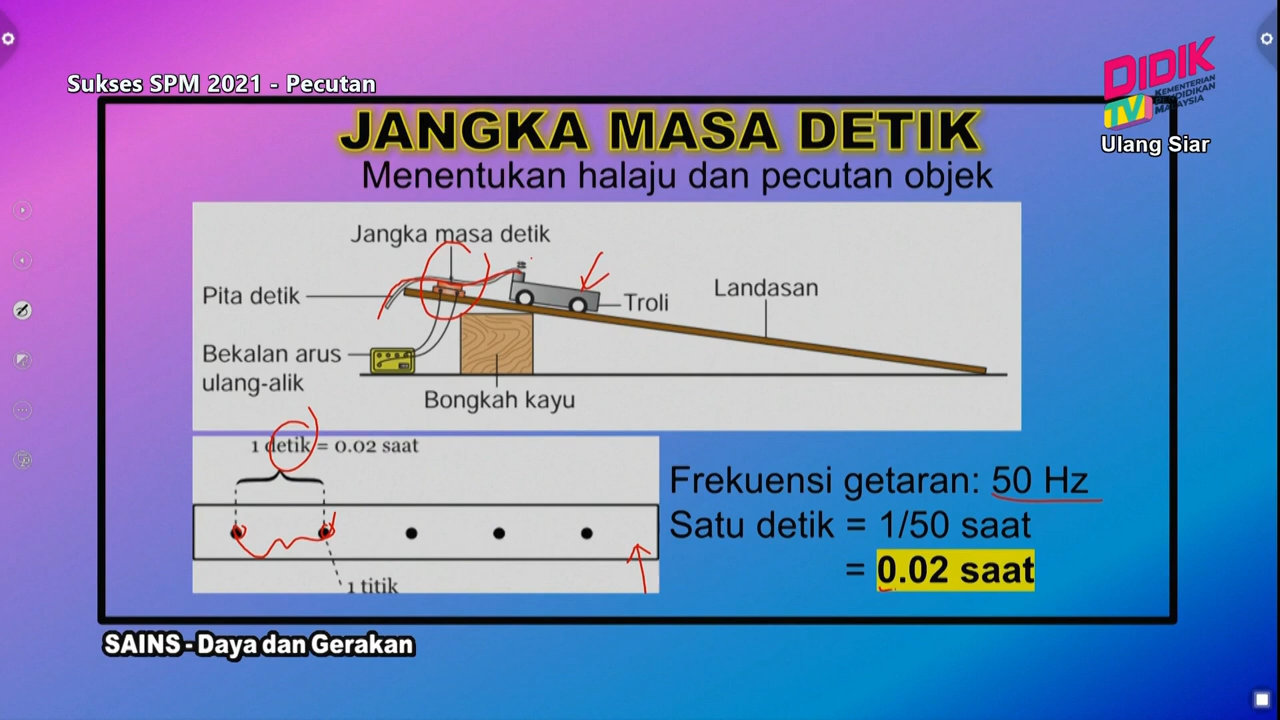 Sukses SPM 2021 - Pecutan
DIDIK
TV
KEMENTERIAN
PENDIDIKAN
MALAYSIA
Ulang Siar
JANGKA MASA DETIK
Menentukan halaju dan pecutan objek
Jangka masa detik
Pita detik
Troli
Landasan
Bekalan arus
ulang-alik
Bongkah kayu
1 detik = 0.02 saat
1 titik
Frekuensi getaran: 50 Hz
Satu detik = 1/50 saat
= 0.02 saat
SAINS - Daya dan Gerakan